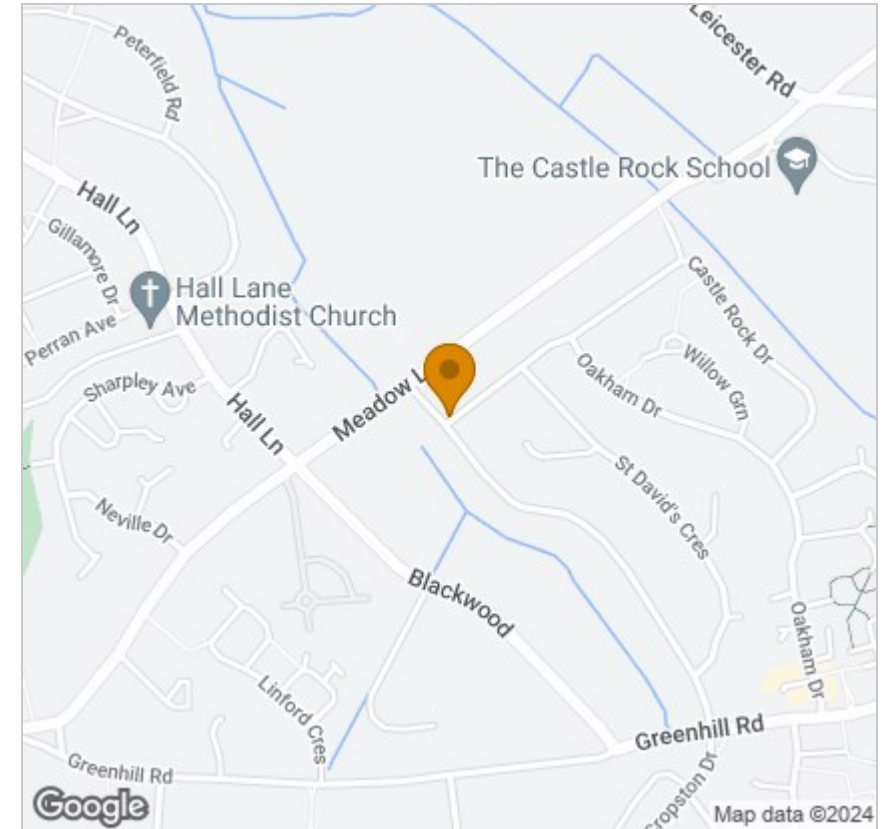 Leicester Rd
Peterfield Rd
The Castle Rock School
Hall Ln
Gillamore Dr
Castle Rock Dr
Hall Lane
Methodist Church
Perran Ave
Willow Grn
Sharpley Ave
Meadow L
Oakham Dr
Hall Ln
St David's Cres
Neville Dr
Blackwood
Oakham Dr
Linford Cres
Greenhill Rd
Greenhill Rd
Cropston Dr
Google
Map data ©2024